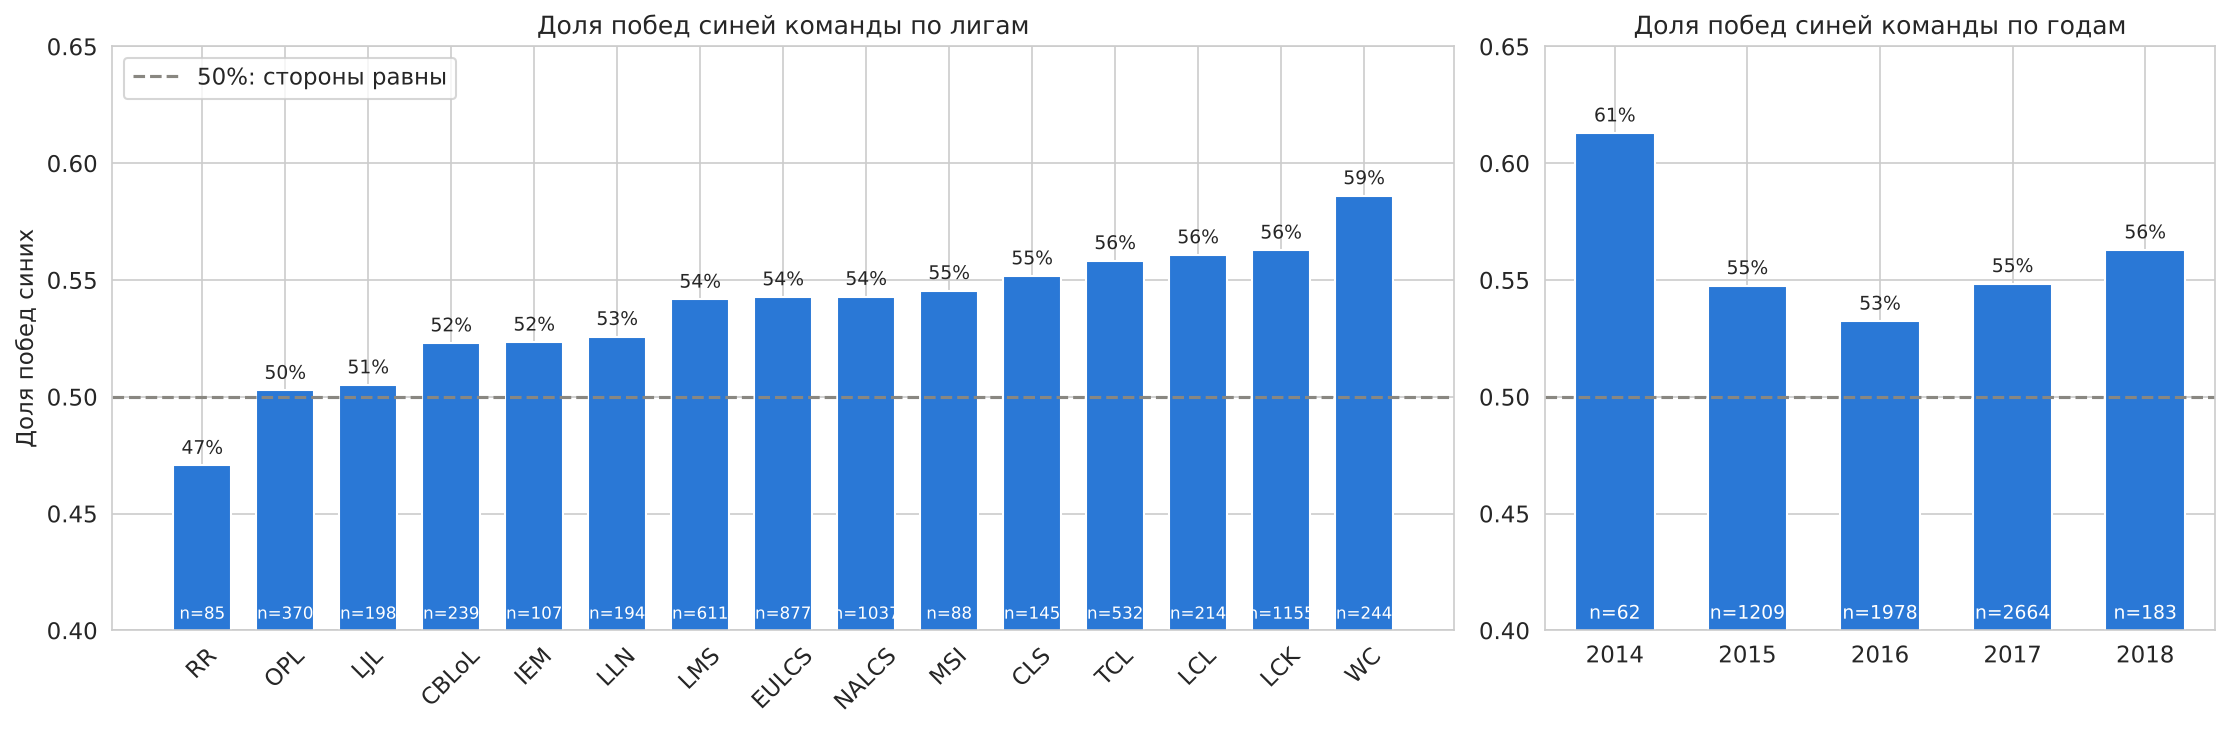 Доля побед синей команды по лигам
Доля побед синих
0.65
0.60
0.55
0.50
0.45
0.40
50%: стороны равны
47%
50%
51%
52%
52%
53%
54%
54%
54%
55%
55%
56%
56%
56%
59%
n=85
n=370
n=198
n=239
n=107
n=194
n=611
n=877
n=1037
n=88
n=145
n=532
n=214
n=1155
n=244
RR
OPL
LJL
CBLoL
IEM
LLN
LMS
EULCS
NALCS
MSI
CLS
TCL
LCL
LCK
WC
Доля побед синей команды по годам
0.65
0.60
0.55
0.50
0.45
0.40
61%
55%
53%
55%
56%
n=62
n=1209
n=1978
n=2664
n=183
2014
2015
2016
2017
2018